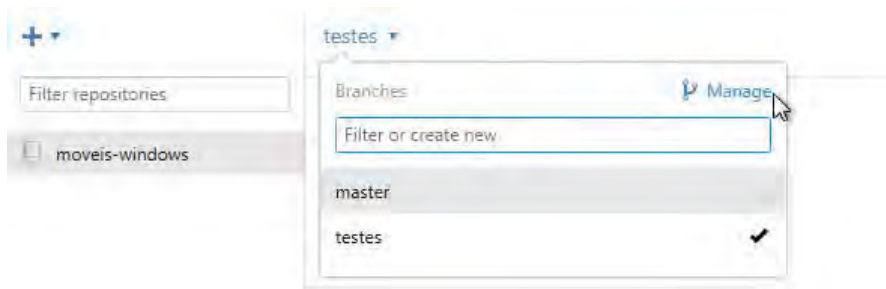 testes
Filter repositories
moveis-windows
Branches
Manage
Filter or create new
master
testes